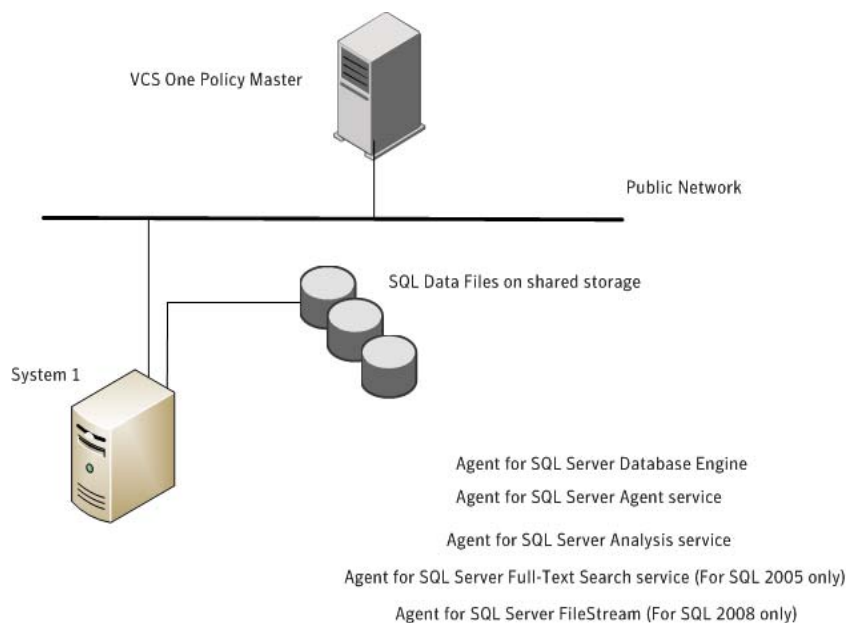 VCS One Policy Master
Public Network
SQL Data Files on shared storage
System 1
Agent for SQL Server Database Engine
Agent for SQL Server Agent service
Agent for SQL Server Analysis service
Agent for SQL Server Full-Text Search service (For SQL 2005 only)
Agent for SQL Server FileStream (For SQL 2008 only)